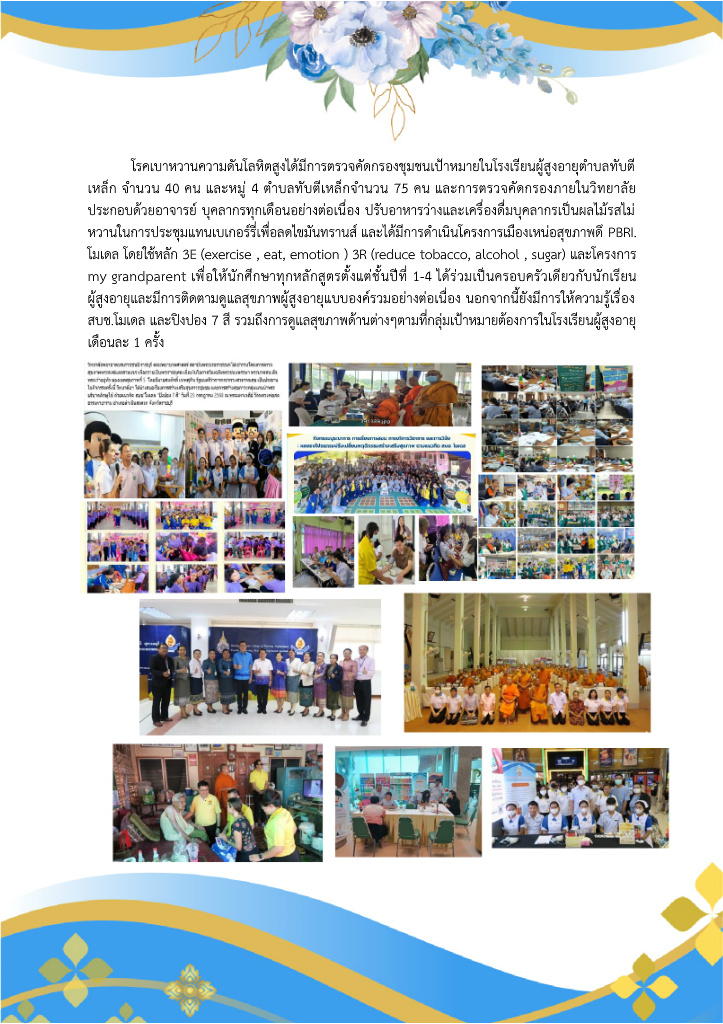 โรคเบาหวานความดันโลหิตสูงได้มีการตรวจคัดกรองชุมชนเป้าหมายในโรงเรียนผู้สูงอายุตำบลทับตี
เหล็ก จำนวน 40 คน และหมู่ 4 ตำบลทับตีเหล็กจำนวน 75 คน และการตรวจคัดกรองภายในวิทยาลัย
ประกอบด้วยอาจารย์ บุคลากรทุกเดือนอย่างต่อเนื่อง ปรับอาหารว่างและเครื่องดื่มบุคลากรเป็นผลไม้รสไม่
หวานในการประชุมแทนเบเกอร์รี่เพื่อลดไขมันทรานส์ และได้มีการดำเนินโครงการเมืองเหน่อสุขภาพดี PBRI.
โมเดล โดยใช้หลัก 3E (exercise , eat, emotion ) 3R (reduce tobacco, alcohol , sugar) และโครงการ
my grandparent เพื่อให้นักศึกษาทุกหลักสูตรตั้งแต่ชั้นปีที่ 1-4 ได้ร่วมเป็นครอบครัวเดียวกับนักเรียน
ผู้สูงอายุและมีการติดตามดูแลสุขภาพผู้สูงอายุแบบองค์รวมอย่างต่อเนื่อง นอกจากนี้ยังมีการให้ความรู้เรื่อง
สบช.โมเดล และปิงปอง 7 สี รวมถึงการดูแลสุขภาพด้านต่างๆตามที่กลุ่มเป้าหมายต้องการในโรงเรียนผู้สูงอายุ
เดือนละ 1 ครั้ง